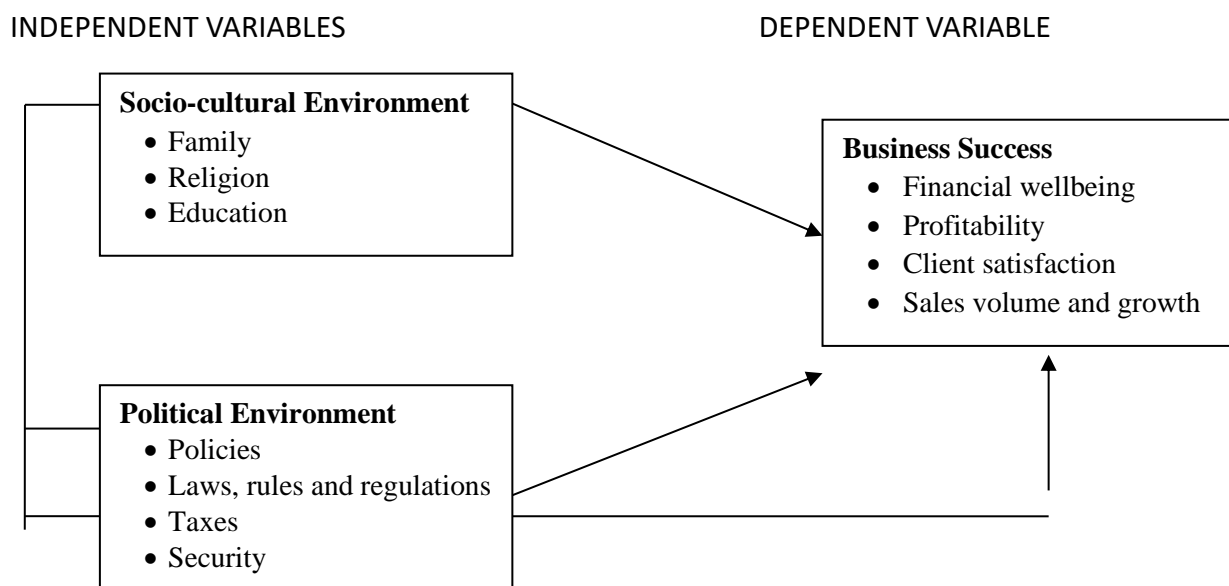 INDEPENDENT VARIABLES
DEPENDENT VARIABLE
Socio-cultural Environment
• Family
• Religion
• Education
Business Success
• Financial wellbeing
• Profitability
• Client satisfaction
• Sales volume and growth
Political Environment
• Policies
• Laws, rules and regulations
• Taxes
• Security